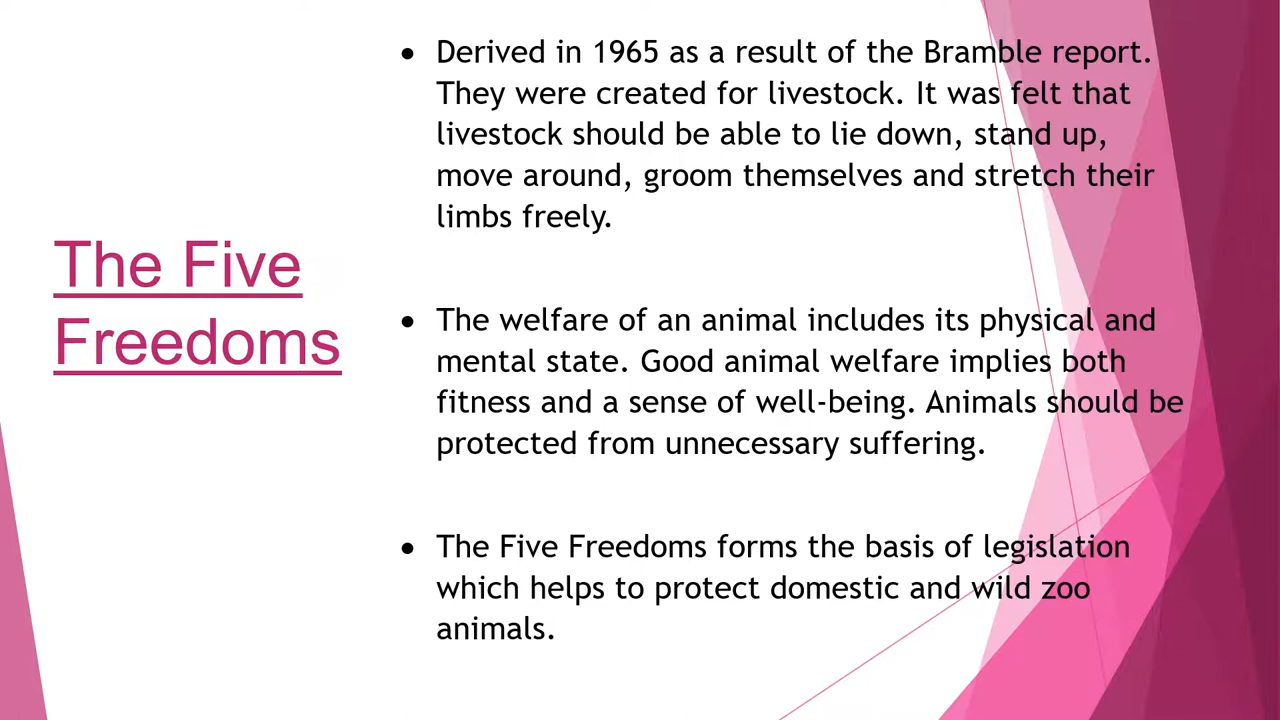 The Five
Freedoms
• Derived in 1965 as a result of the Bramble report.
They were created for livestock. It was felt that
livestock should be able to lie down, stand up,
move around, groom themselves and stretch their
limbs freely.
• The welfare of an animal includes its physical and
mental state. Good animal welfare implies both
fitness and a sense of well-being. Animals should be
protected from unnecessary suffering.
• The Five Freedoms forms the basis of legislation
which helps to protect domestic and wild zoo
animals.